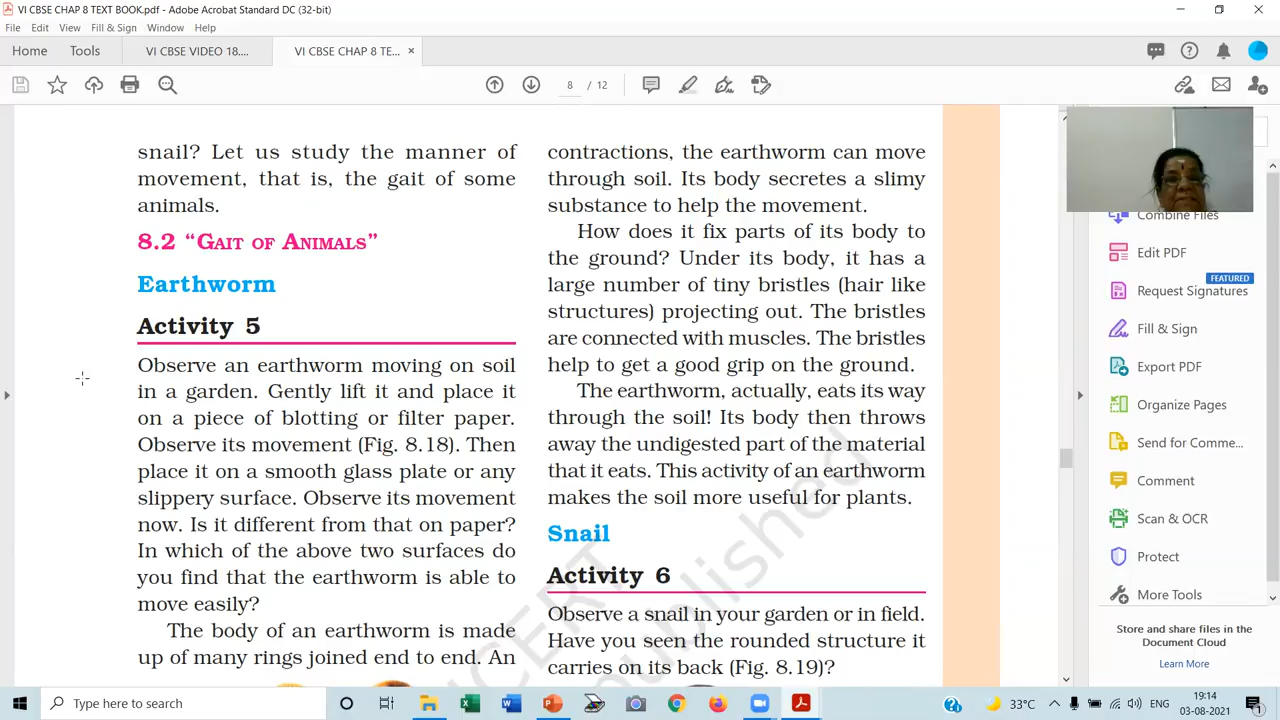 VI CBSE CHAP 8 TEXT BOOK.pdf - Adobe Acrobat Standard DC (32-bit)
File Edit View Fill & Sign Window Help
Home Tools VI CBSE VIDEO 18.... VI CBSE CHAP 8 TE... ×
8 / 12
snail? Let us study the manner of
movement, that is, the gait of some
animals.
8.2 “GAIT OF ANIMALS”
Earthworm
Activity 5
Observe an earthworm moving on soil
in a garden. Gently lift it and place it
on a piece of blotting or filter paper.
Observe its movement (Fig. 8.18). Then
place it on a smooth glass plate or any
slippery surface. Observe its movement
now. Is it different from that on paper?
In which of the above two surfaces do
you find that the earthworm is able to
move easily?
The body of an earthworm is made
up of many rings joined end to end. An
contractions, the earthworm can move
through soil. Its body secretes a slimy
substance to help the movement.
How does it fix parts of its body to
the ground? Under its body, it has a
large number of tiny bristles (hair like
structures) projecting out. The bristles
are connected with muscles. The bristles
help to get a good grip on the ground.
The earthworm, actually, eats its way
through the soil! Its body then throws
away the undigested part of the material
that it eats. This activity of an earthworm
makes the soil more useful for plants.
Snail
Activity 6
Observe a snail in your garden or in field.
Have you seen the rounded structure it
carries on its back (Fig. 8.19)?
NCERT
published
Combine Files
Edit PDF
FEATURED
Request Signatures
Fill & Sign
Export PDF
Organize Pages
Send for Comme...
Comment
Scan & OCR
Protect
More Tools
Store and share files in the
Document Cloud
Learn More
Type here to search
33°C ENG 19:14
03-08-2021
1